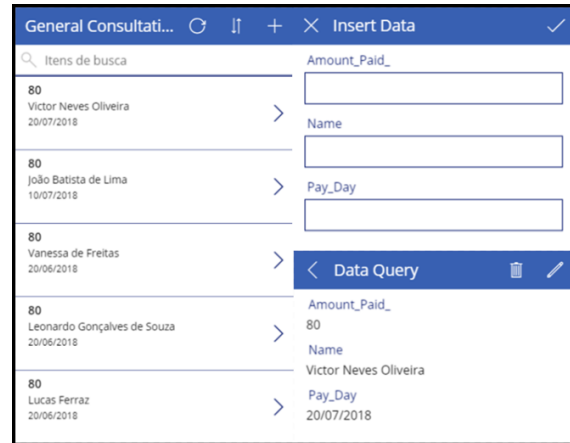 General Consultati...
Itens de busca
80
Victor Neves Oliveira
20/07/2018
80
João Batista de Lima
10/07/2018
80
Vanessa de Freitas
20/06/2018
80
Leonardo Gonçalves de Souza
20/06/2018
80
Lucas Ferraz
20/06/2018
Insert Data
Amount_Paid_
Name
Pay_Day
Data Query
Amount_Paid_
80
Name
Victor Neves Oliveira
Pay_Day
20/07/2018